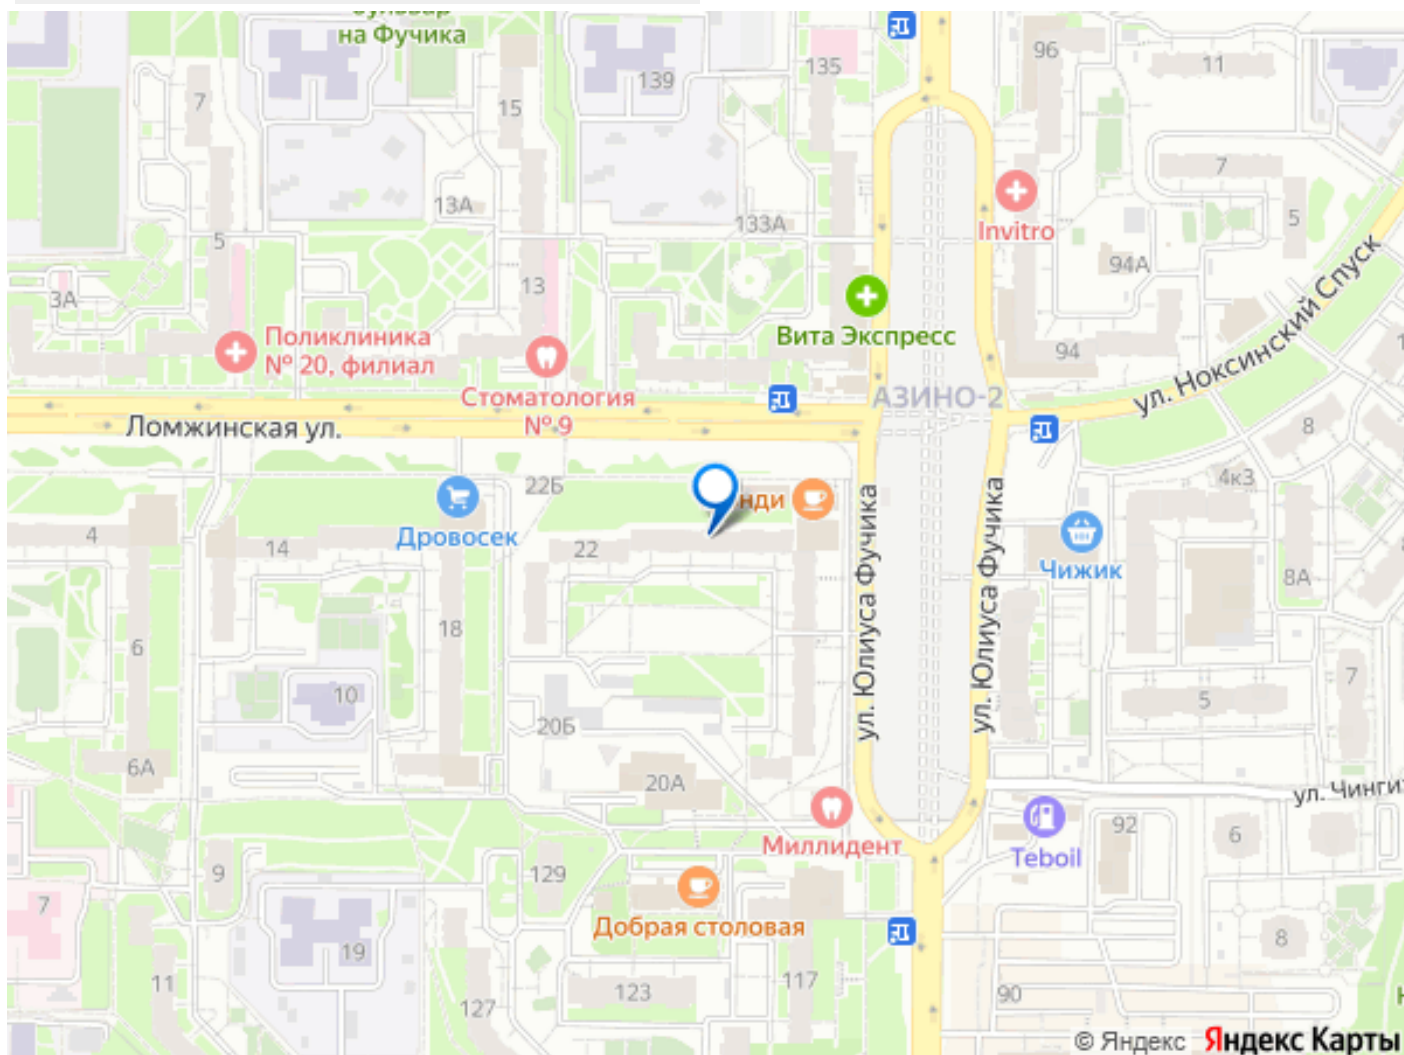 на Фучика
96
11
139
135
7
15
7
13А
133А
5
Invitro
5
94А
3А
13
Поликлиника
№ 20, филиал
Вита Экспресс
94
ул. Ноксинский Спуск
Стоматология
№ 9
АЗИНО-2
Ломжинская ул.
8
4к3
22Б
нди
4
14
Дровосек
22
ул. Юлиуса Фучика
ул. Юлиуса Фучика
Чижик
8А
18
6
10
5
7
20Б
6А
20А
ул. Чинги
92
6
Миллидент
Teboil
9
129
7
Добрая столовая
8
19
11
127
123
117
90
© Яндекс Яндекс Карты